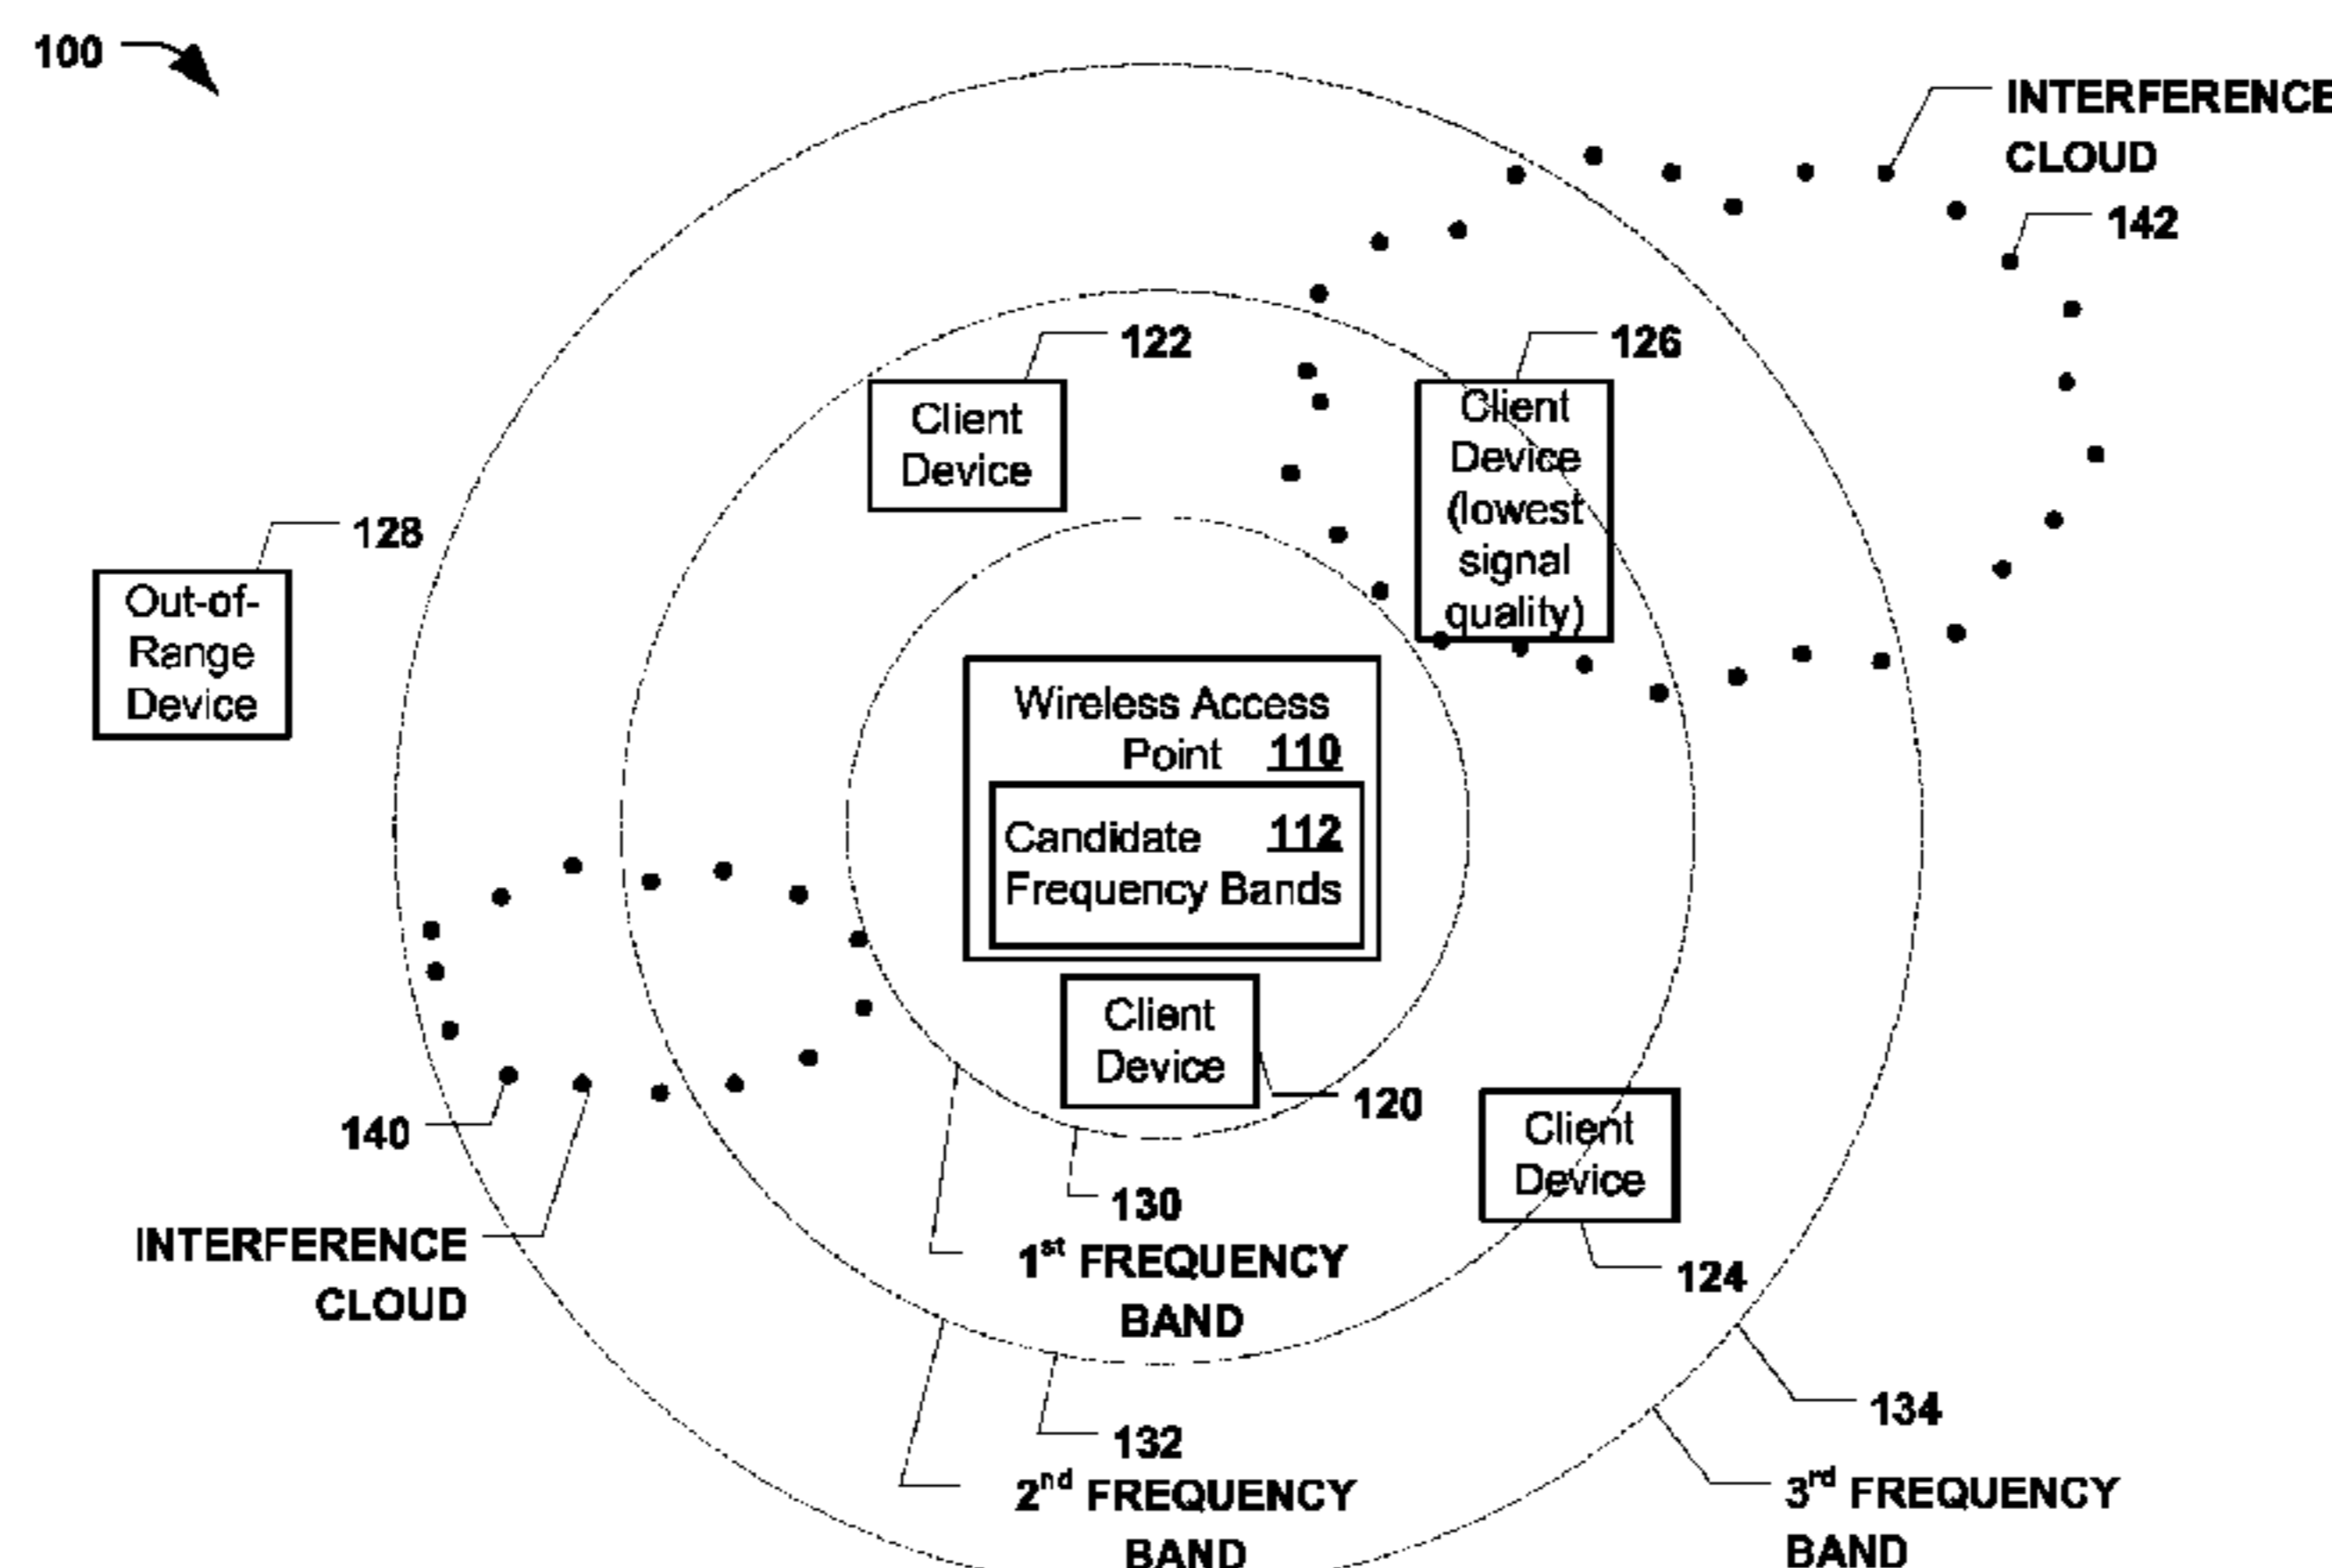 100
INTERFERENCE
CLOUD
142
122
126
Client
Device
Client
Device
(lowest
signal
quality)
128
Out-of-
Range
Device
Wireless Access
Point 110
Candidate 112
Frequency Bands
Client
Device
120
140
INTERFERENCE
CLOUD
Client
Device
124
130
1st FREQUENCY
BAND
132
2nd FREQUENCY
BAND
134
3rd FREQUENCY
BAND